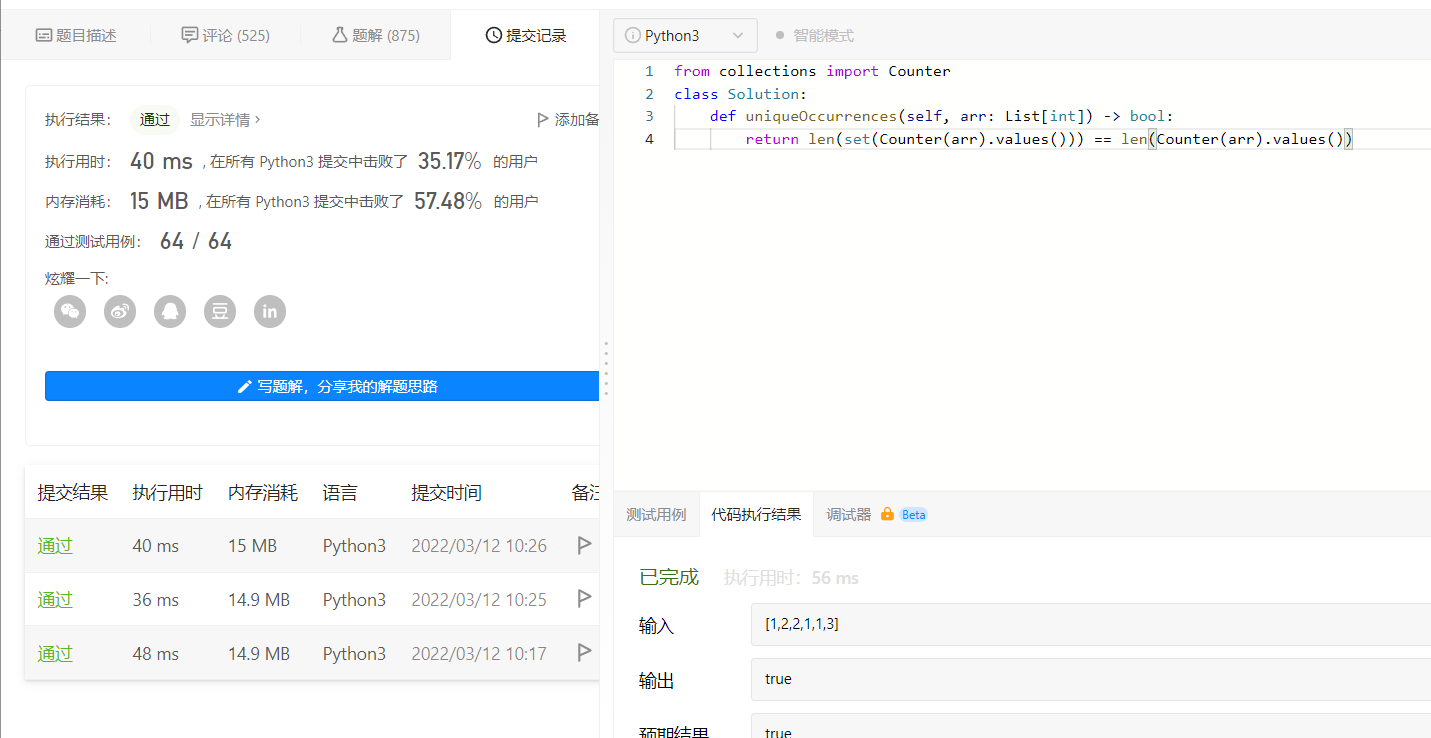 题目描述
评论 (525)
题解 (875)
提交记录
执行结果：
通过
显示详情 >
添加备
执行用时：
40 ms
, 在所有 Python3 提交中击败了
35.17%
的用户
内存消耗：
15 MB
, 在所有 Python3 提交中击败了
57.48%
的用户
通过测试用例：
64 / 64
炫耀一下:
豆
in
写题解，分享我的解题思路
提交结果 执行用时 内存消耗 语言 提交时间 备注
通过 40 ms 15 MB Python3 2022/03/12 10:26
通过 36 ms 14.9 MB Python3 2022/03/12 10:25
通过 48 ms 14.9 MB Python3 2022/03/12 10:17
Python3
智能模式
1 from collections import Counter
2 class Solution:
3 def uniqueOccurrences(self, arr: List[int]) -> bool:
4 return len(set(Counter(arr).values())) == len(Counter(arr).values())
测试用例
代码执行结果
调试器
Beta
已完成
执行用时：56 ms
输入
[1,2,2,1,1,3]
输出
true
预期结果
true